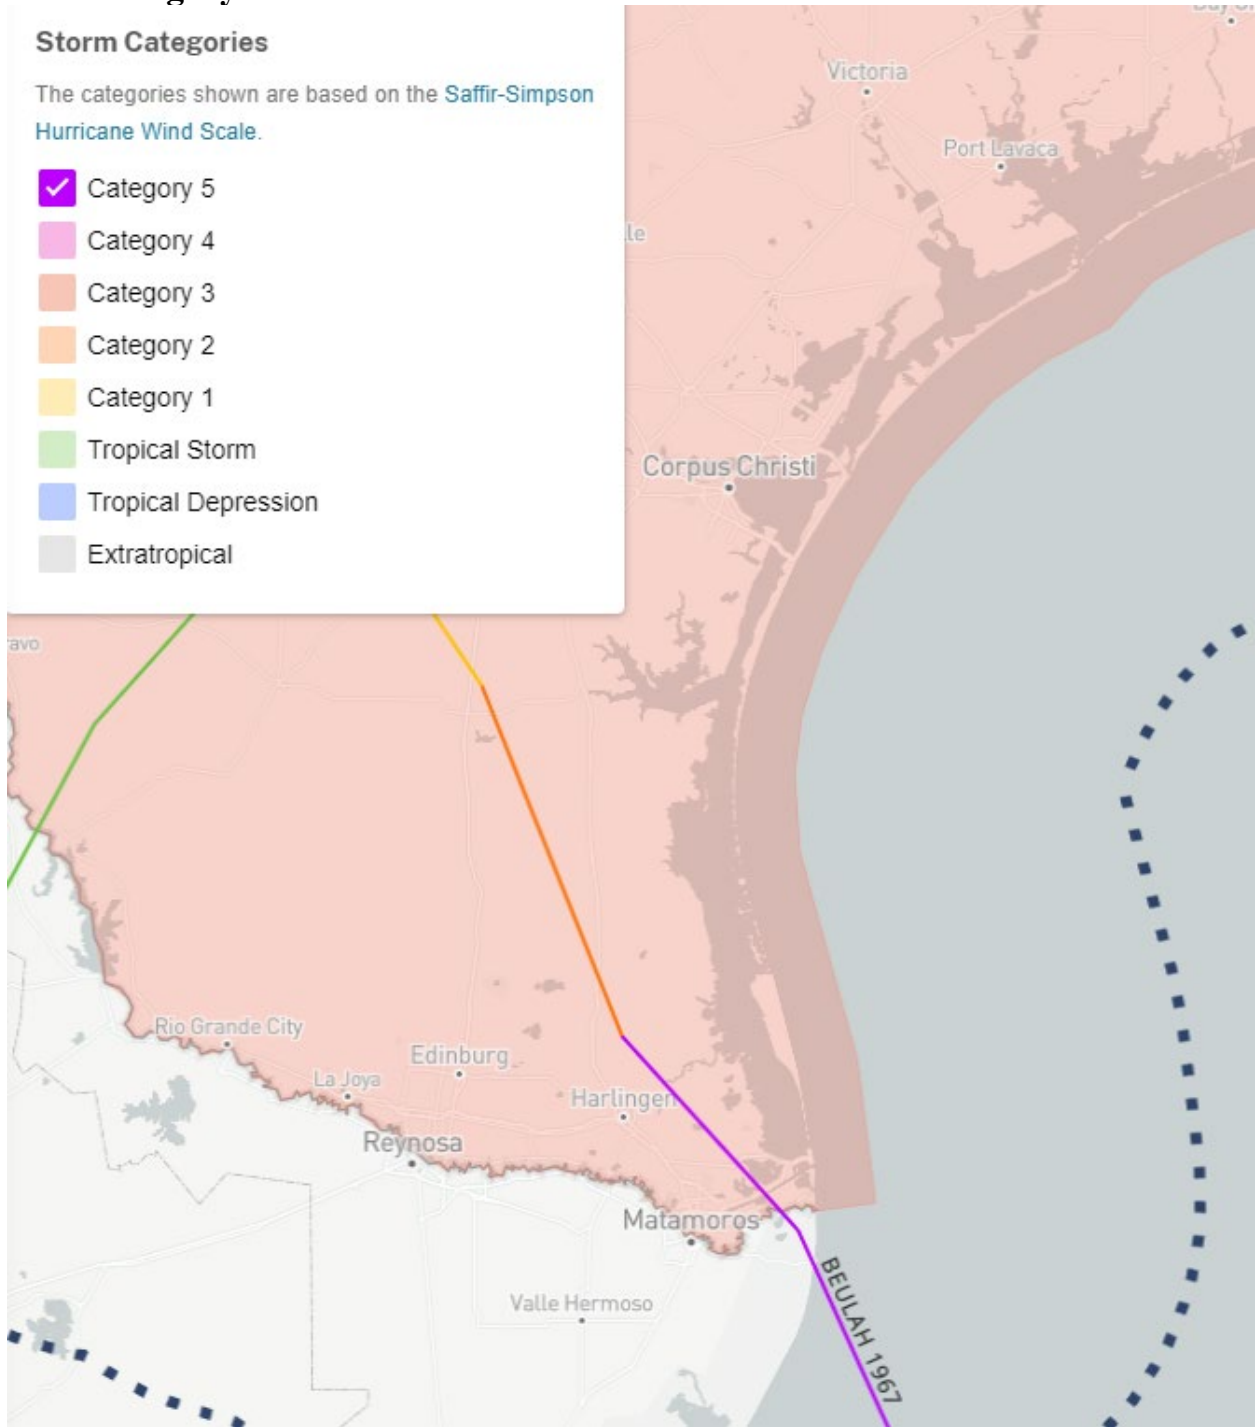 Storm Categories
The categories shown are based on the Saffir-Simpson
Hurricane Wind Scale.
Category 5
Category 4
Category 3
Category 2
Category 1
Tropical Storm
Tropical Depression
Extratropical
Victoria
Port Lavaca
le
Corpus Christi
avo
Rio Grande City
Edinburg
La Joya
Harlingen
Reynosa
Matamoros
Valle Hermoso
BEULAH 1967